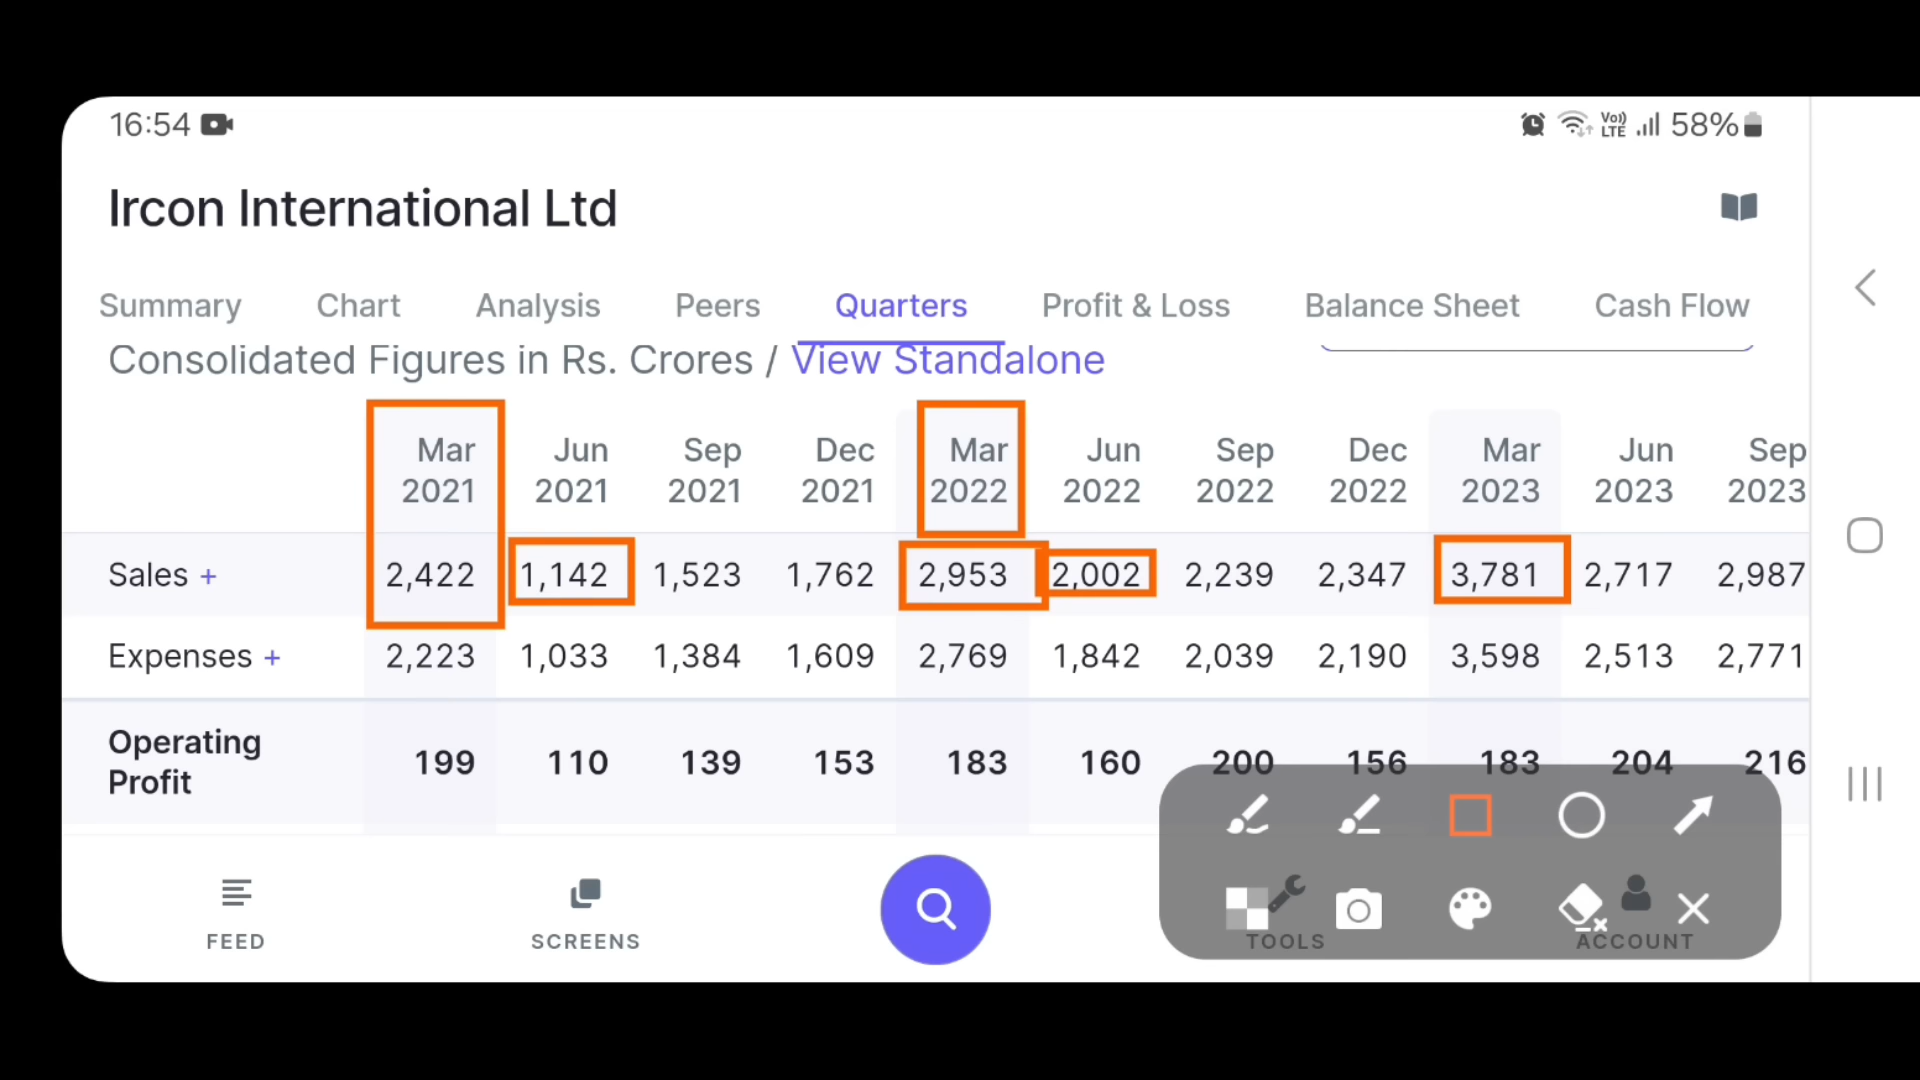 16:54
Vo))
LTE
58%
Ircon International Ltd
Summary Chart Analysis Peers Quarters Profit & Loss Balance Sheet Cash Flow
Consolidated Figures in Rs. Crores / View Standalone
Mar Jun Sep Dec Mar Jun Sep Dec Mar Jun Sep
2021 2021 2021 2021 2022 2022 2022 2022 2023 2023 2023
Sales + 2,422 1,142 1,523 1,762 2,953 2,002 2,239 2,347 3,781 2,717 2,987
Expenses + 2,223 1,033 1,384 1,609 2,769 1,842 2,039 2,190 3,598 2,513 2,771
Operating
Profit 199 110 139 153 183 160 200 156 183 204 216
FEED SCREENS TOOLS ACCOUNT